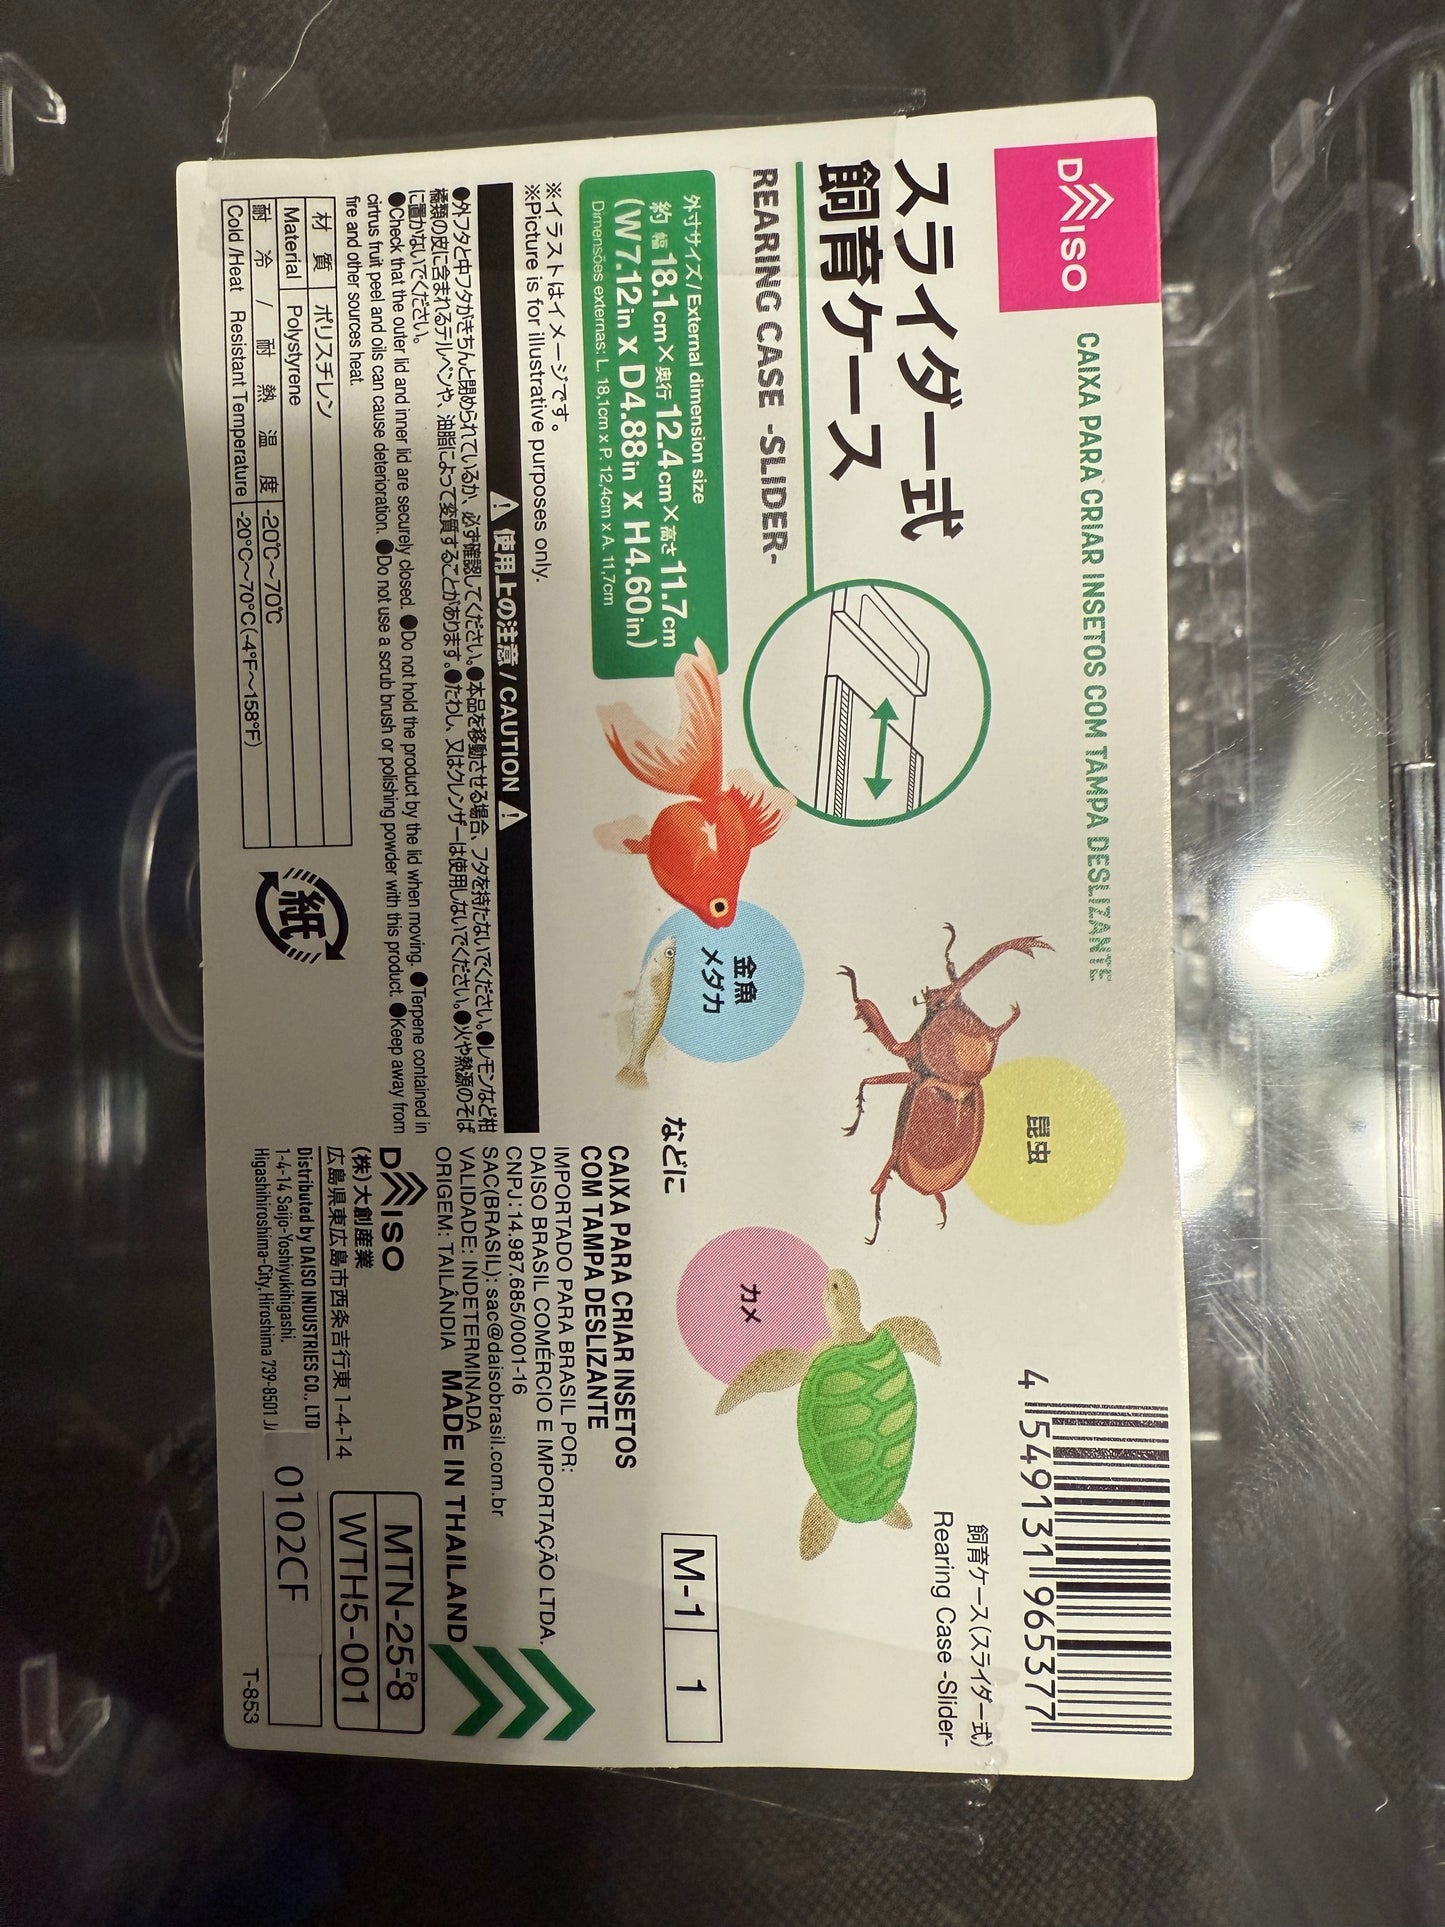 DAISO
CAIXA PARA CRIAR INSETOS COM TAMPA DESLIZANTE
スライダー式
飼育ケース
REARING CASE -SLIDER-
外寸サイズ/External dimension size
約 幅18.1cm×奥行12.4cm×高さ11.7cm
(W7.12in x D4.88in x H4.60in)
Dimensões externas: L. 18,1cm x P. 12,4cm x A. 11,7cm
※イラストはイメージです。
※Picture is for illustrative purposes only.
昆虫
金魚
メダカ
カメ
などに
4 549131 965377
飼育ケース(スライダー式)
Rearing Case -Slider-
M-1 1
使用上の注意 / CAUTION
●外フタと中フタがきちんと閉められているか、必ず確認してください。●本品を移動させる場合、フタを持たないでください。●レモンなど柑
橘類の皮に含まれるテルペンや、油脂によって変質することがあります。●たわし、又はクレンザーは使用しないでください。●火や熱源のそば
に置かないでください。
●Check that the outer lid and inner lid are securely closed. ●Do not hold the product by the lid when moving. ●Terpene contained in
cirtrus fruit peel and oils can cause deterioration. ●Do not use a scrub brush or polishing powder with this product. ●Keep away from
fire and other sources heat.
材質 ポリスチレン
Material Polystyrene
耐冷/耐熱温度 -20℃〜70℃
Cold/Heat Resistant Temperature -20°C〜70°C(-4°F〜158°F)
紙
CAIXA PARA CRIAR INSETOS
COM TAMPA DESLIZANTE
IMPORTADO PARA BRASIL POR:
DAISO BRASIL COMÉRCIO E IMPORTAÇÃO LTDA.
CNPJ:14.987.685/0001-16
SAC(BRASIL): sac@daisobrasil.com.br
VALIDADE: INDETERMINADA
ORIGEM: TAILÂNDIA MADE IN THAILAND
DAISO
(株)大創産業
広島県東広島市西条吉行東1-4-14
Distributed by DAISO INDUSTRIES CO., LTD
1-4-14 Saijo-Yoshiyukihigashi,
Higashihiroshima-City, Hiroshima 739-8501 J
MTN-25-P8
WTH5-001
0102CF
T-853